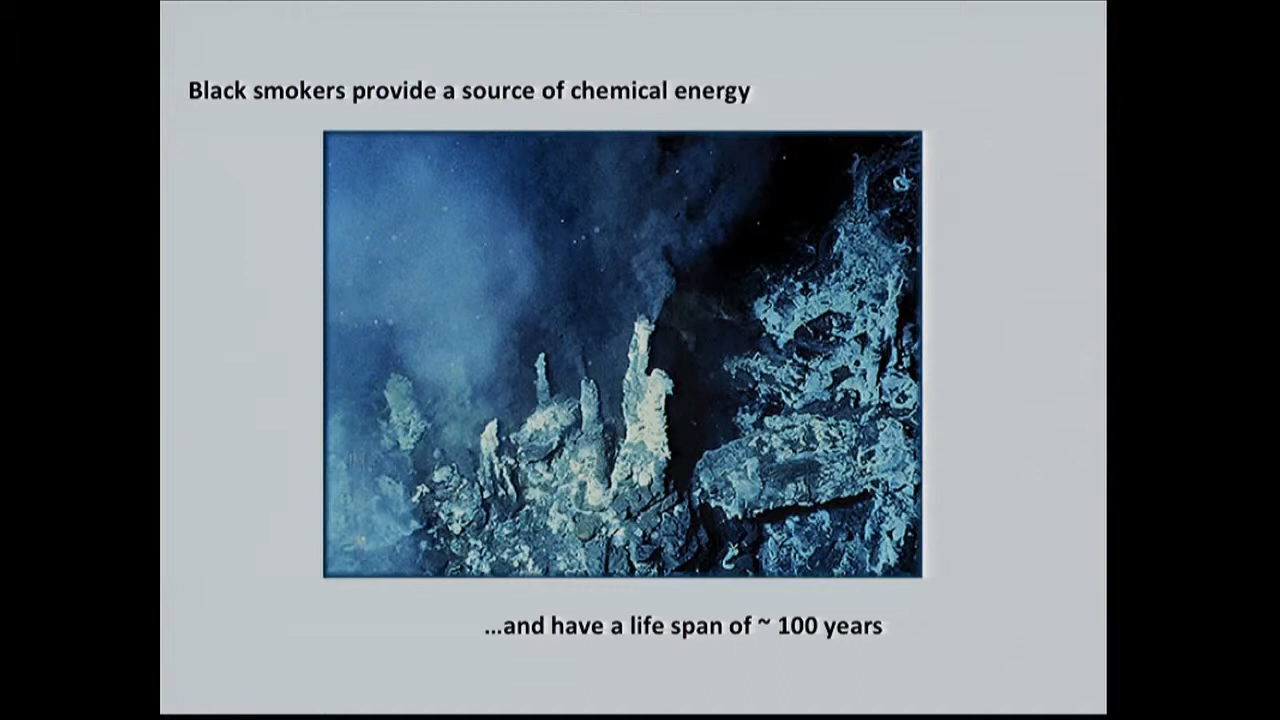 Black smokers provide a source of chemical energy
...and have a life span of ~ 100 years